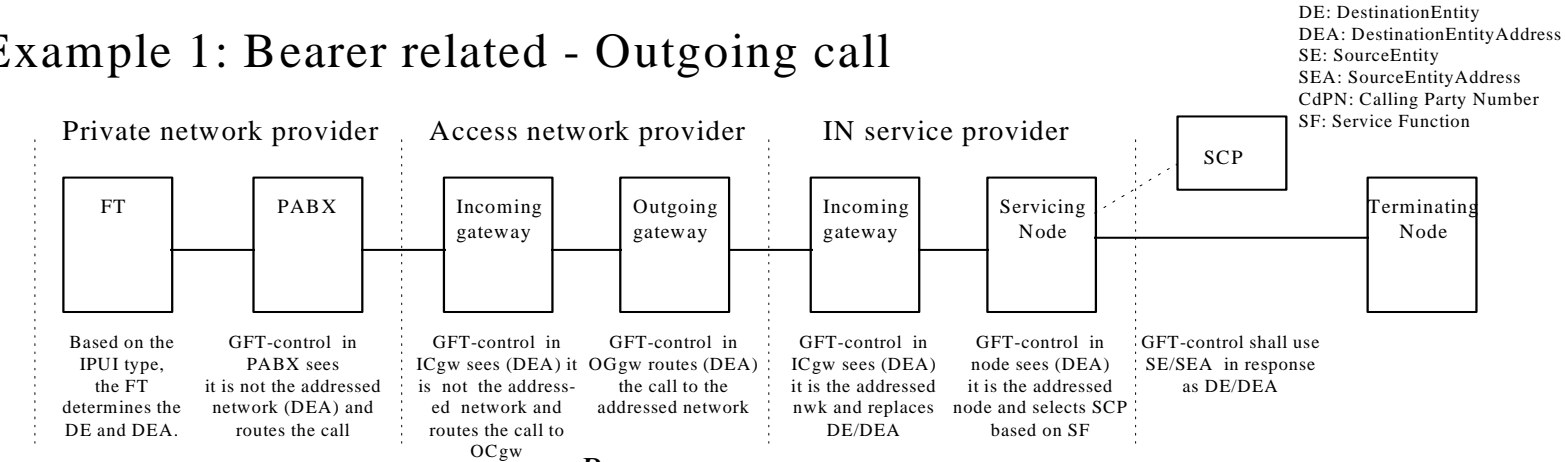 DE: DestinationEntity
DEA: DestinationEntityAddress
SE: SourceEntity
SEA: SourceEntityAddress
CdPN: Calling Party Number
SF: Service Function
Example 1: Bearer related - Outgoing call
Private network provider
Access network provider
IN service provider
SCP
FT
PABX
Incoming
gateway
Outgoing
gateway
Incoming
gateway
Servicing
Node
Terminating
Node
Based on the
IPUI type,
the FT
determines the
DE and DEA.
GFT-control in
PABX sees
it is not the addressed
network (DEA) and
routes the call
GFT-control in
ICgw sees (DEA) it
is not the address-
ed network and
routes the call to
OCgw
GFT-control in
OGgw routes (DEA)
the call to the
addressed network
GFT-control in
ICgw sees (DEA)
it is the addressed
nwk and replaces
DE/DEA
GFT-control in
node sees (DEA)
it is the addressed
node and selects SCP
based on SF
GFT-control shall use
SE/SEA in response
as DE/DEA